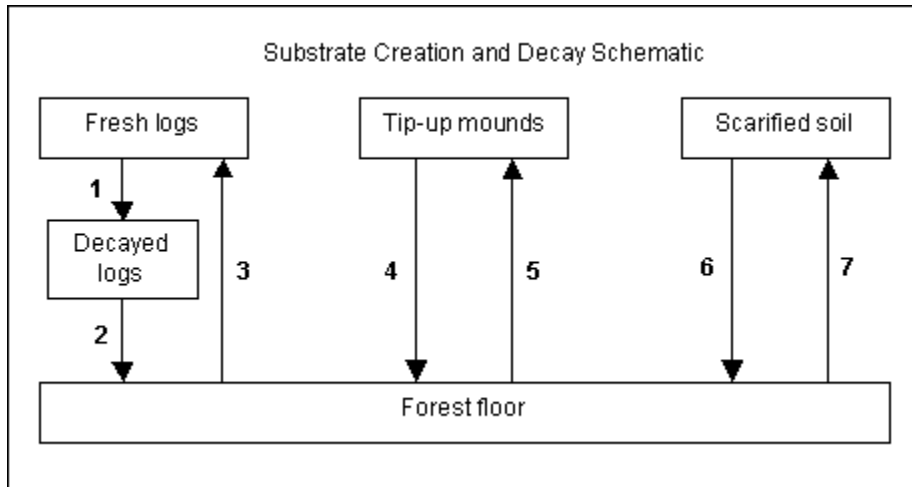 Substrate Creation and Decay Schematic
Fresh logs
Tip-up mounds
Scarified soil
1
Decayed
logs
3
4
5
6
7
2
Forest floor